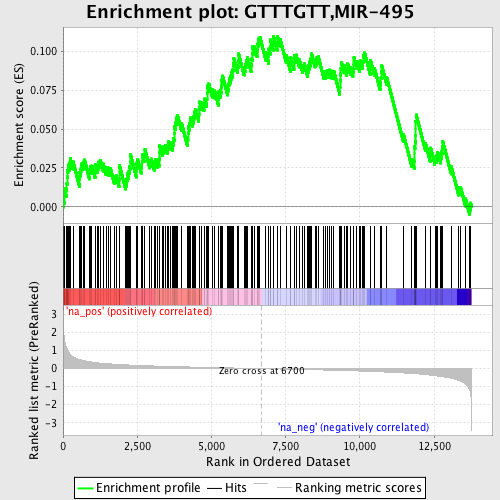 Enrichment plot: GTTTGTT,MIR-495
Enrichment score (ES)
0.100
0.075
0.050
0.025
0.000
'na_pos' (positively correlated)
Ranked list metric (PreRanked)
3
2
1
0
-1
-2
-3
Zero cross at 6700
'na_neg' (negatively correlated)
0
2,500
5,000
7,500
10,000
12,500
Rank in Ordered Dataset
Enrichment profile
Hits
Ranking metric scores